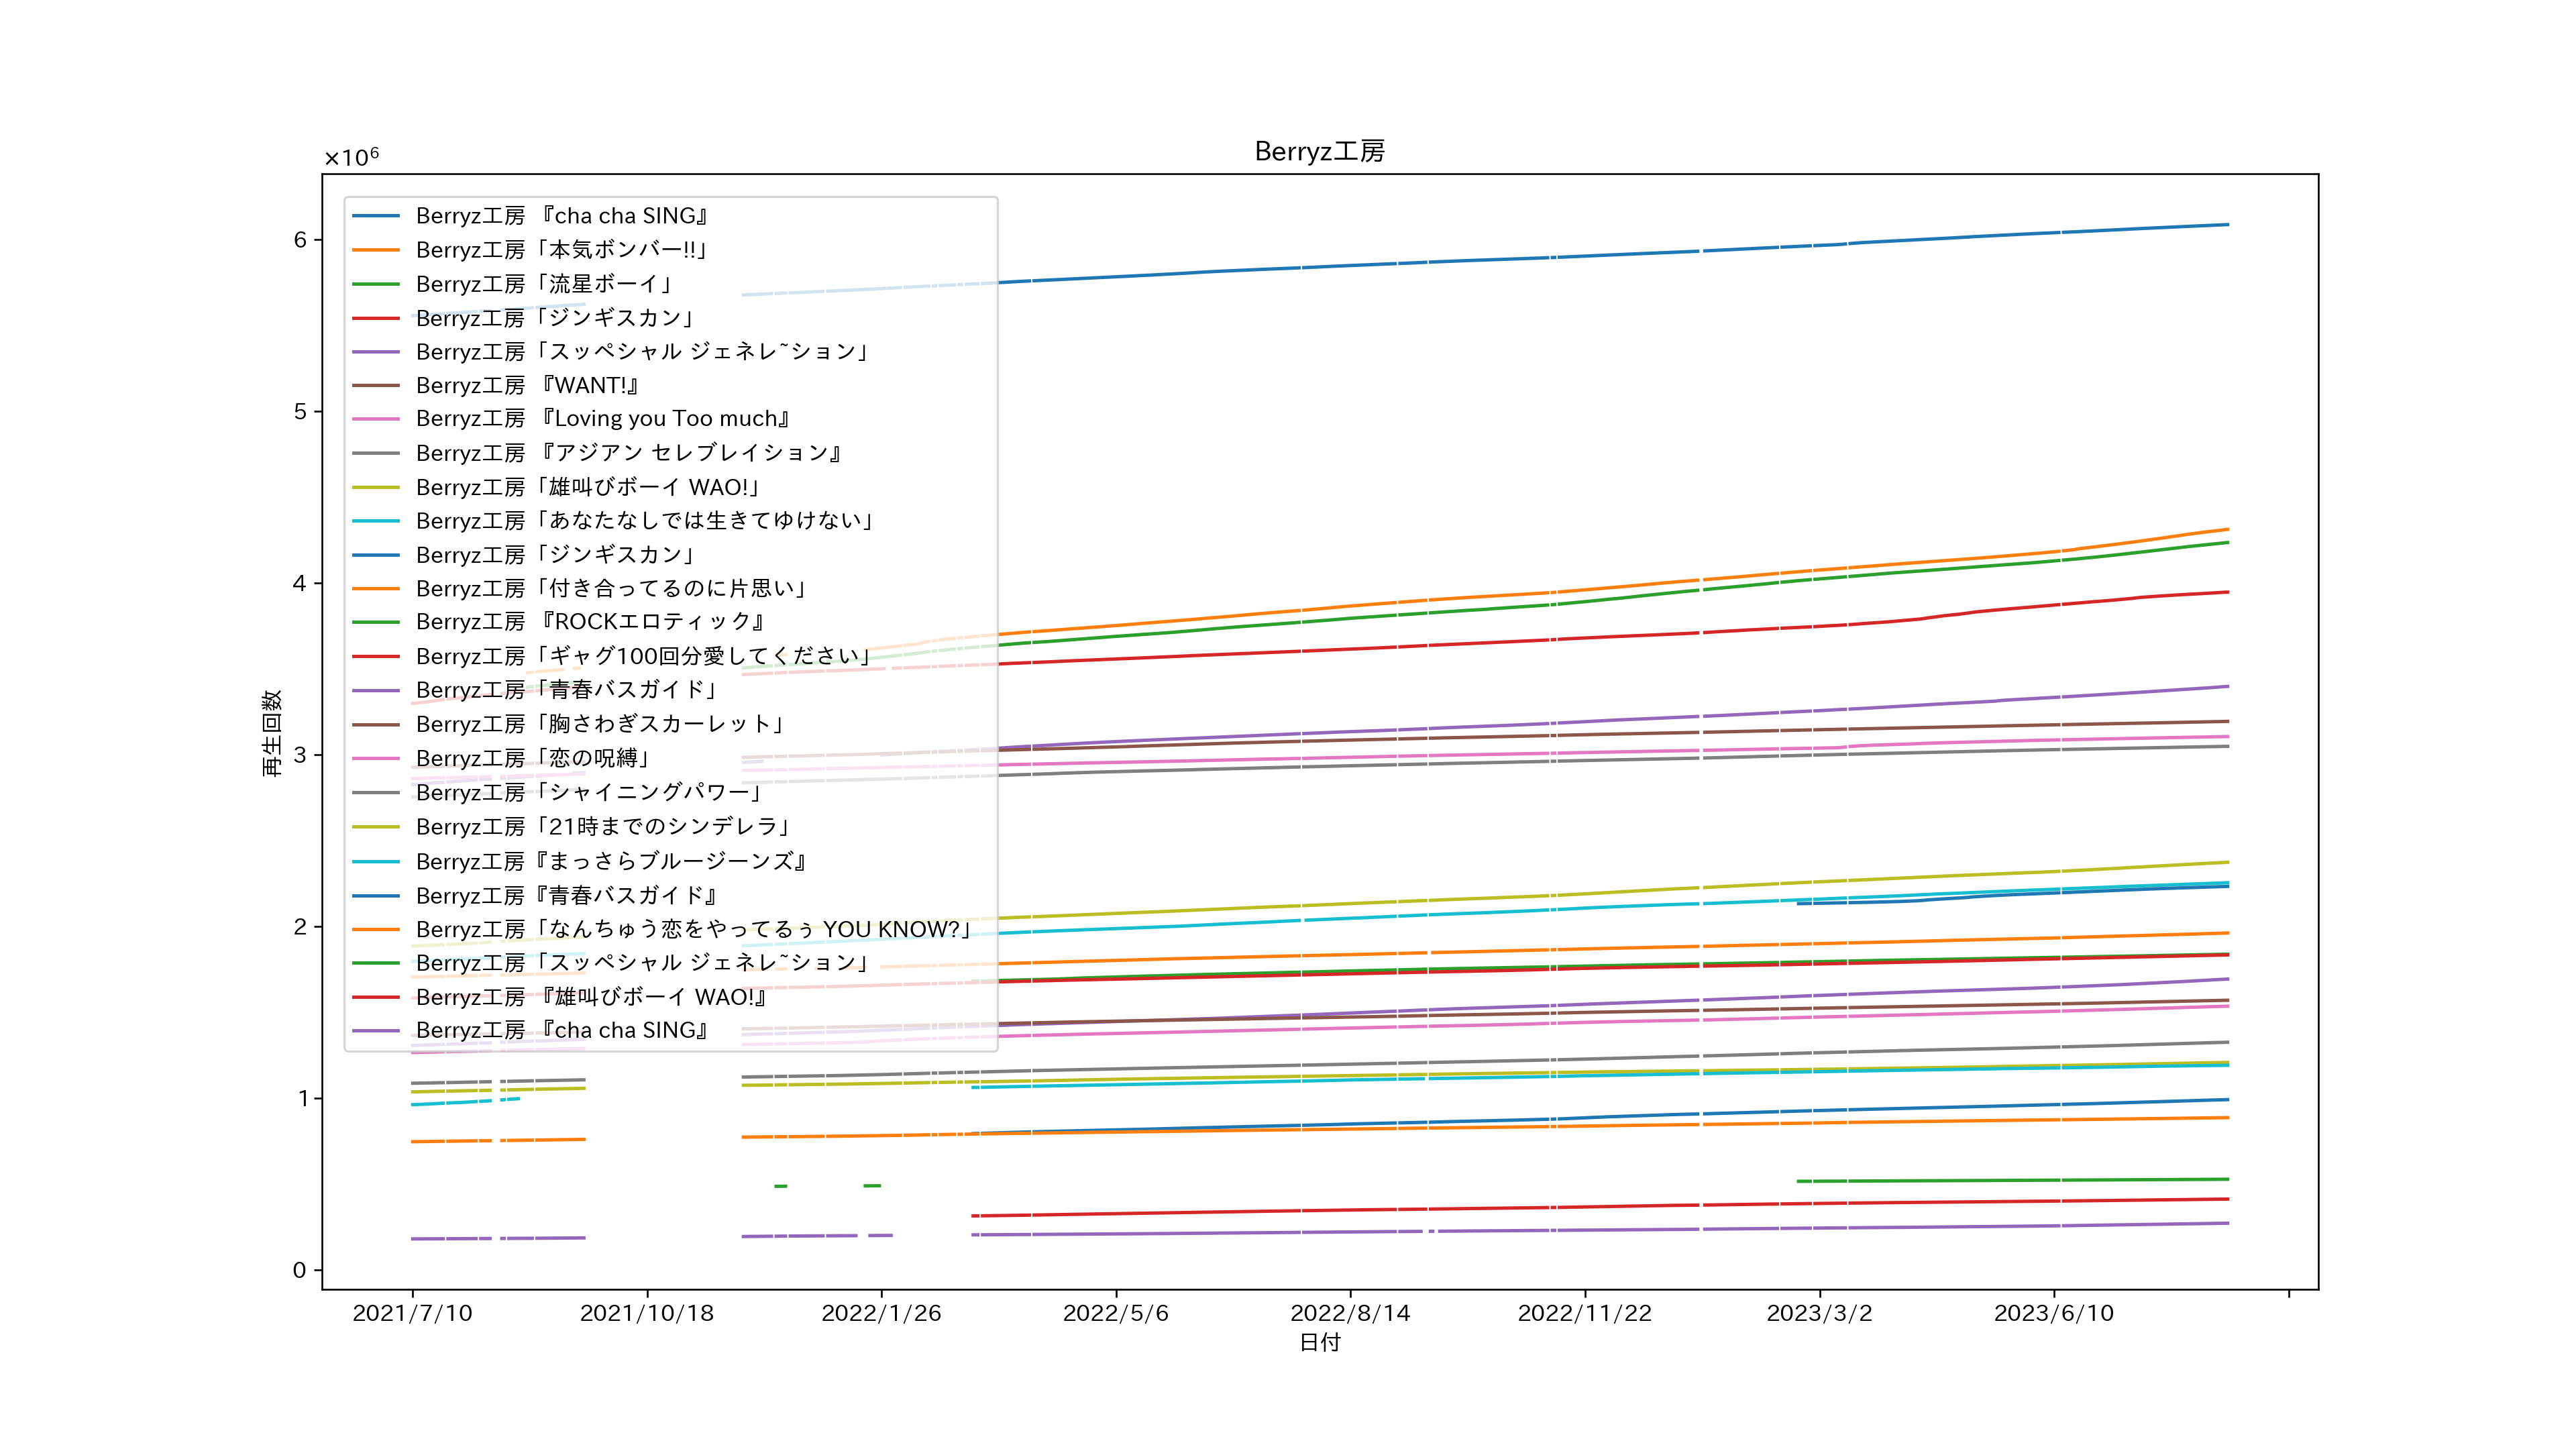 Berryz工房
×10⁶
Berryz工房 『cha cha SING』
Berryz工房「本気ボンバー!!」
Berryz工房「流星ボーイ」
Berryz工房「ジンギスカン」
Berryz工房「スッペシャル ジェネレ~ション」
Berryz工房 『WANT!』
Berryz工房 『Loving you Too much』
Berryz工房 『アジアン セレブレイション』
Berryz工房「雄叫びボーイ WAO!」
Berryz工房「あなたなしでは生きてゆけない」
Berryz工房「ジンギスカン」
Berryz工房「付き合ってるのに片思い」
Berryz工房 『ROCKエロティック』
Berryz工房「ギャグ100回分愛してください」
Berryz工房「青春バスガイド」
Berryz工房「胸さわぎスカーレット」
Berryz工房「恋の呪縛」
Berryz工房「シャイニングパワー」
Berryz工房「21時までのシンデレラ」
Berryz工房『まっさらブルージーンズ』
Berryz工房『青春バスガイド』
Berryz工房「なんちゅう恋をやってるぅ YOU KNOW?」
Berryz工房「スッペシャル ジェネレ~ション」
Berryz工房 『雄叫びボーイ WAO!』
Berryz工房 『cha cha SING』
6
5
4
3
2
1
0
再生回数
2021/7/10
2021/10/18
2022/1/26
2022/5/6
2022/8/14
2022/11/22
2023/3/2
2023/6/10
日付